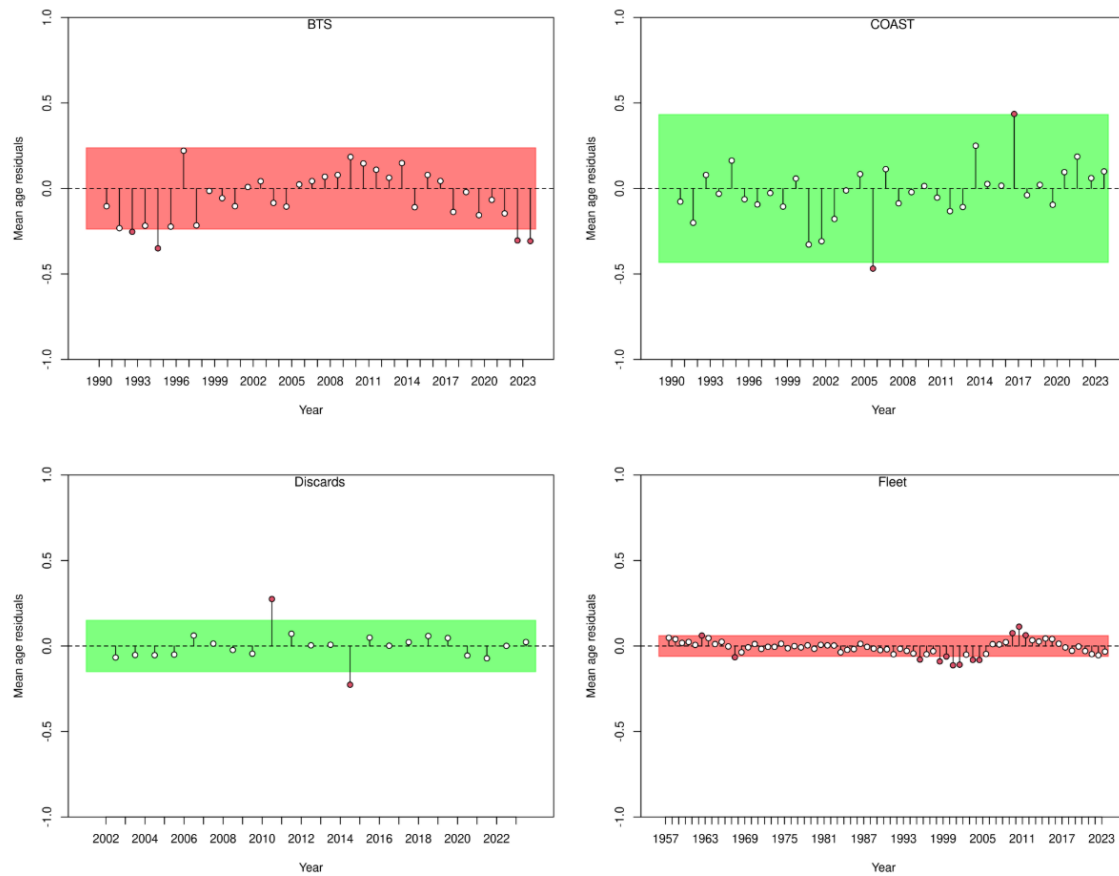 BTS
Mean age residuals
1.0
0.5
0.0
-0.5
-1.0
1990 1993 1996 1999 2002 2005 2008 2011 2014 2017 2020 2023
Year
COAST
Mean age residuals
1.0
0.5
0.0
-0.5
-1.0
1990 1993 1996 1999 2002 2005 2008 2011 2014 2017 2020 2023
Year
Discards
Mean age residuals
1.0
0.5
0.0
-0.5
-1.0
2002 2004 2006 2008 2010 2012 2014 2016 2018 2020 2022
Year
Fleet
Mean age residuals
1.0
0.5
0.0
-0.5
-1.0
1957 1963 1969 1975 1981 1987 1993 1999 2005 2011 2017 2023
Year